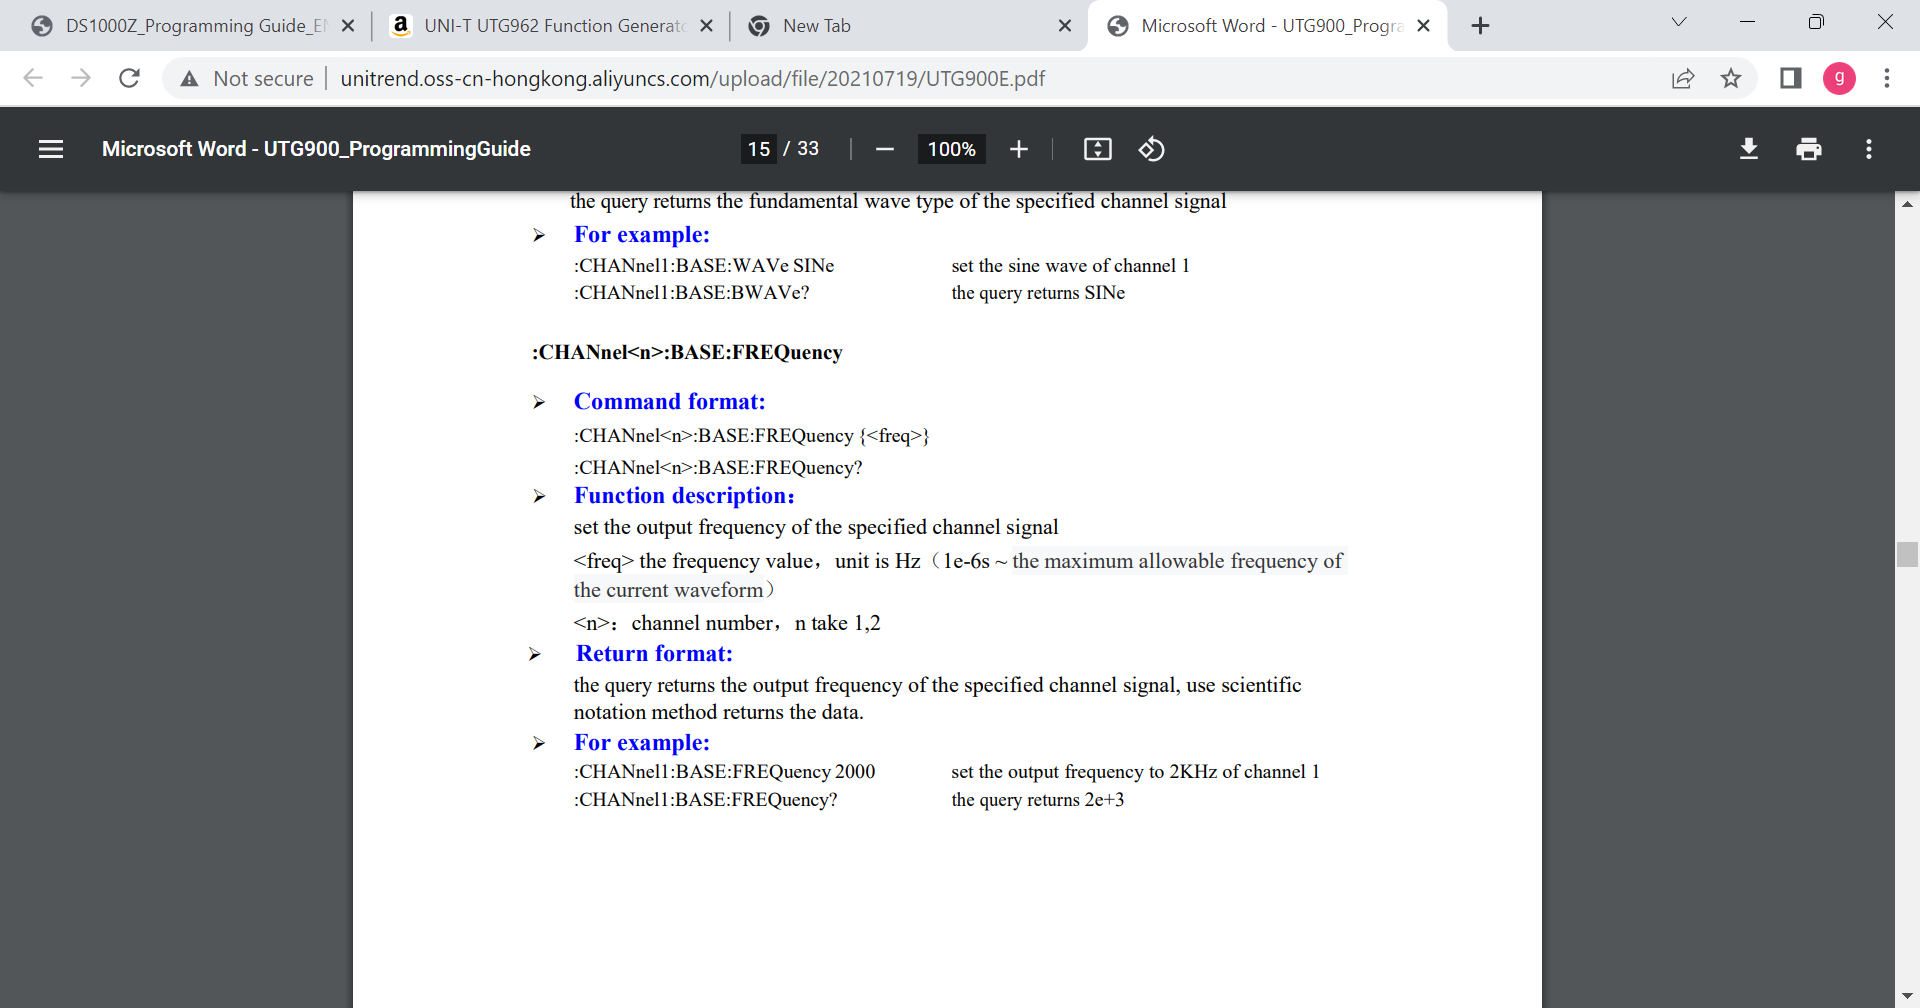 DS1000Z_Programming Guide_EN
UNI-T UTG962 Function Generato
New Tab
Microsoft Word - UTG900_Progra
Not secure
unitrend.oss-cn-hongkong.aliyuncs.com/upload/file/20210719/UTG900E.pdf
g
Microsoft Word - UTG900_ProgrammingGuide
15 / 33
100%
the query returns the fundamental wave type of the specified channel signal
For example:
:CHANnel1:BASE:WAVe SINe set the sine wave of channel 1
:CHANnel1:BASE:BWAVe? the query returns SINe
:CHANnel<n>:BASE:FREQuency
Command format:
:CHANnel<n>:BASE:FREQuency {<freq>}
:CHANnel<n>:BASE:FREQuency?
Function description：
set the output frequency of the specified channel signal
<freq> the frequency value，unit is Hz（1e-6s ~ the maximum allowable frequency of
the current waveform）
<n>：channel number，n take 1,2
Return format:
the query returns the output frequency of the specified channel signal, use scientific
notation method returns the data.
For example:
:CHANnel1:BASE:FREQuency 2000 set the output frequency to 2KHz of channel 1
:CHANnel1:BASE:FREQuency? the query returns 2e+3